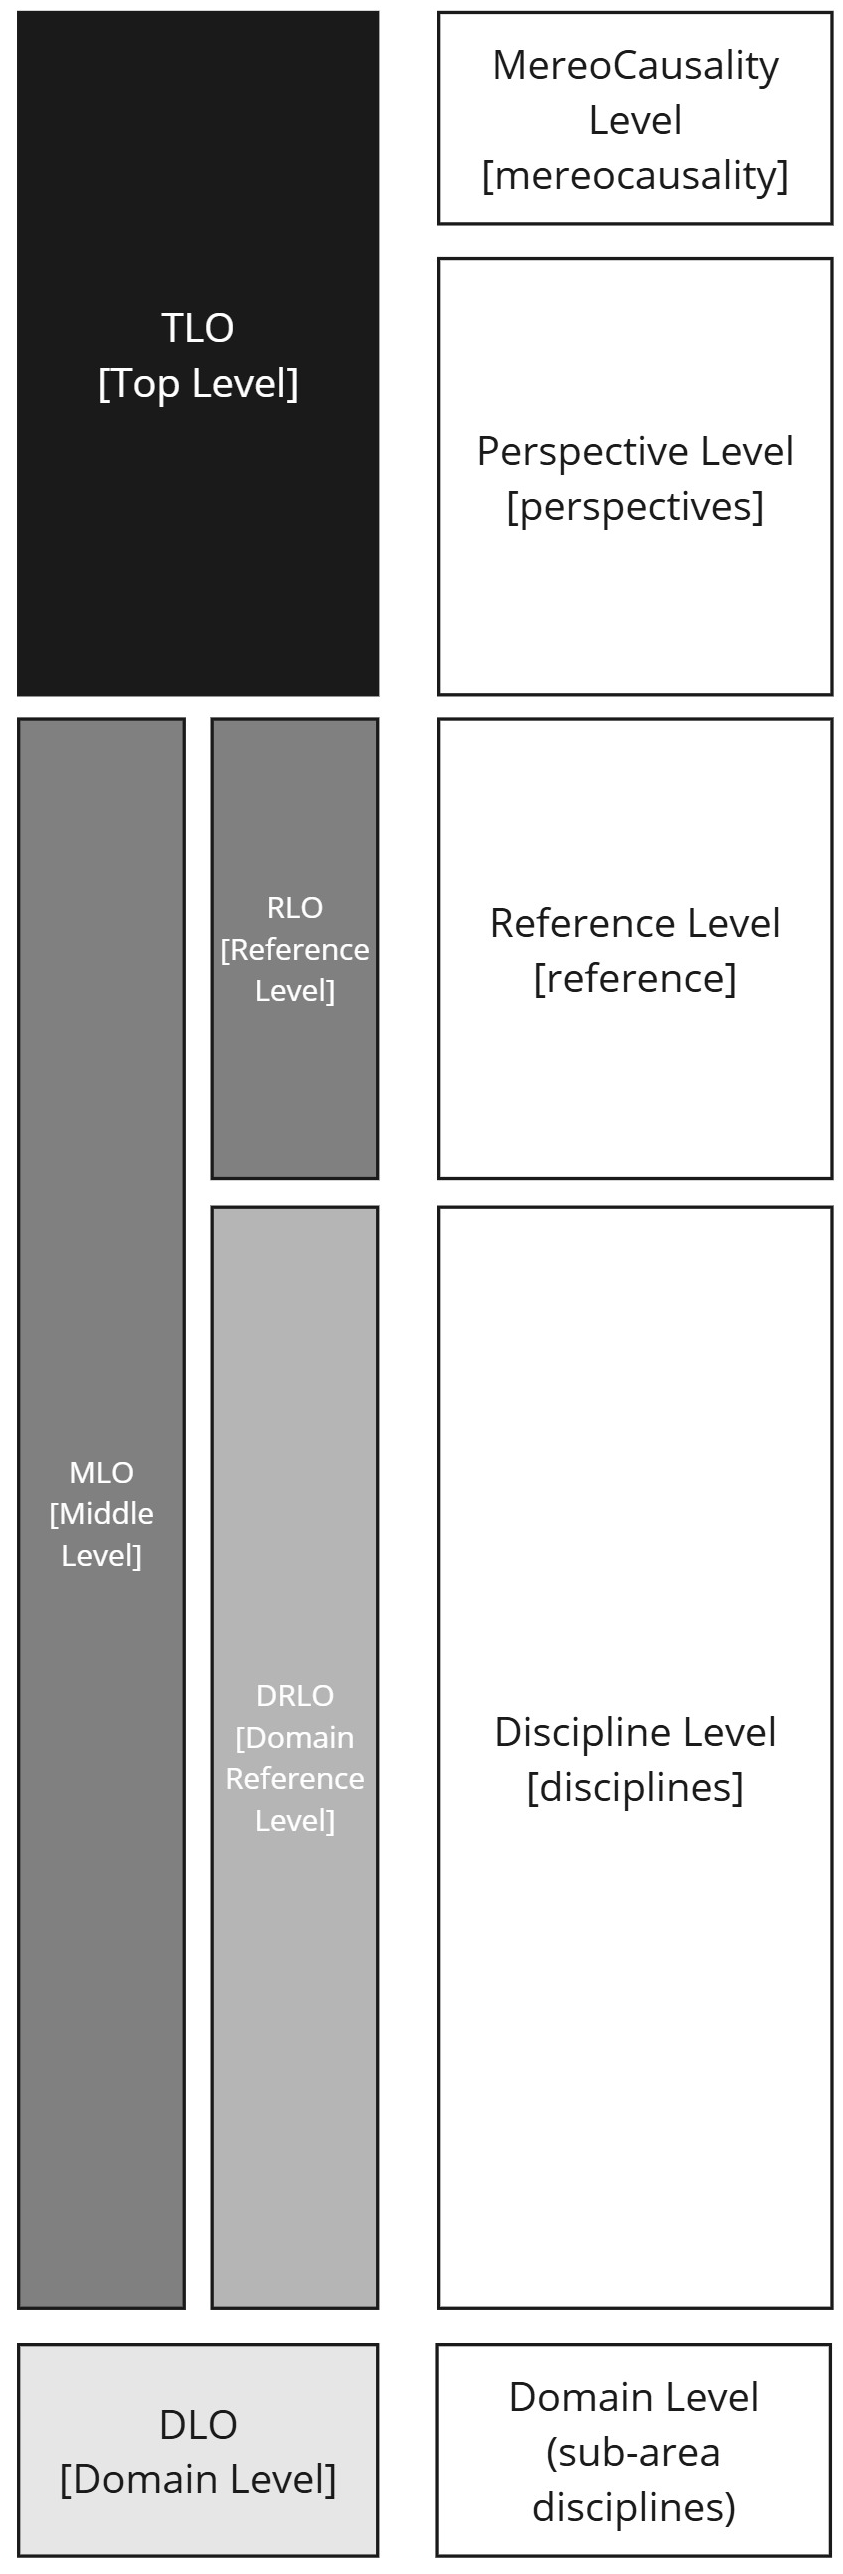 MereoCausality
Level
[mereocausality]
TLO
[Top Level]
Perspective Level
[perspectives]
RLO
[Reference
Level]
Reference Level
[reference]
MLO
[Middle
Level]
DRLO
[Domain
Reference
Level]
Discipline Level
[disciplines]
DLO
[Domain Level]
Domain Level
(sub-area
disciplines)